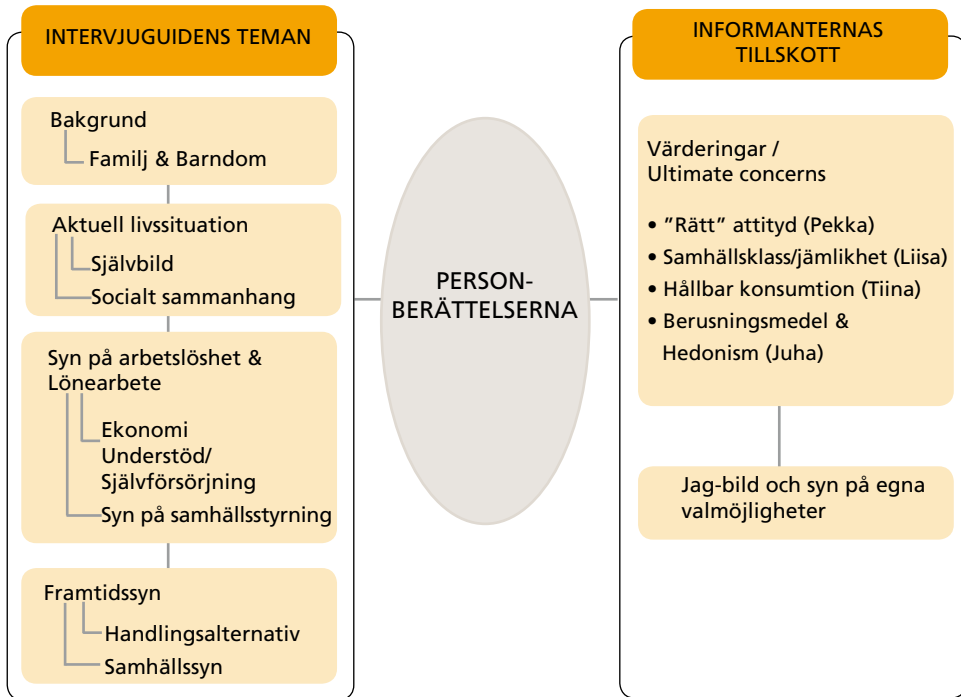 INTERVJUGUIDENS TEMAN
Bakgrund
Familj & Barndom
Aktuell livssituation
Självbild
Socialt sammanhang
Syn på arbetslöshet &
Lönearbete
Ekonomi
Understöd/
Självförsörjning
Syn på samhällsstyrning
Framtidssyn
Handlingsalternativ
Samhällssyn
PERSON-
BERÄTTELSERNA
INFORMANTERNAS
TILLSKOTT
Värderingar /
Ultimate concerns
• ”Rätt” attityd (Pekka)
• Samhällsklass/jämlikhet (Liisa)
• Hållbar konsumtion (Tiina)
• Berusningsmedel &
Hedonism (Juha)
Jag-bild och syn på egna
valmöjligheter